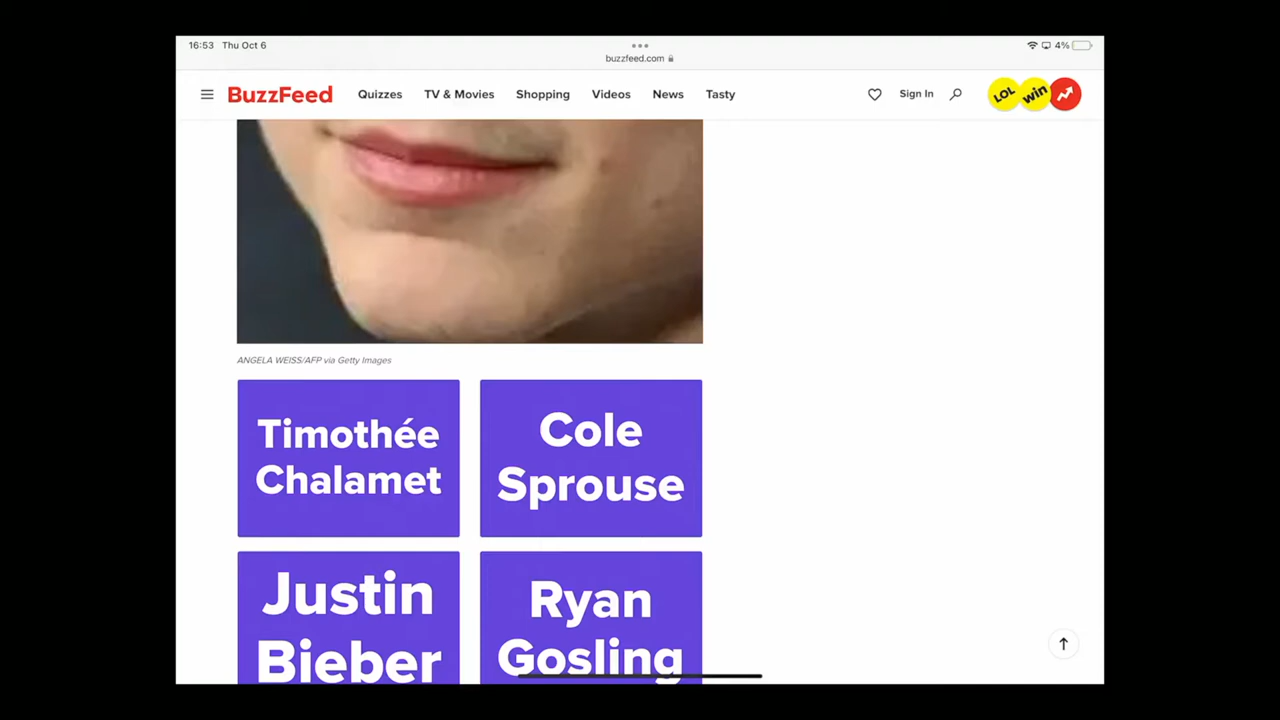 16:53 Thu Oct 6
4%
buzzfeed.com
BuzzFeed Quizzes TV & Movies Shopping Videos News Tasty Sign In LOL win
ANGELA WEISS/AFP via Getty Images
Timothée
Chalamet
Cole
Sprouse
Justin
Bieber
Ryan
Gosling